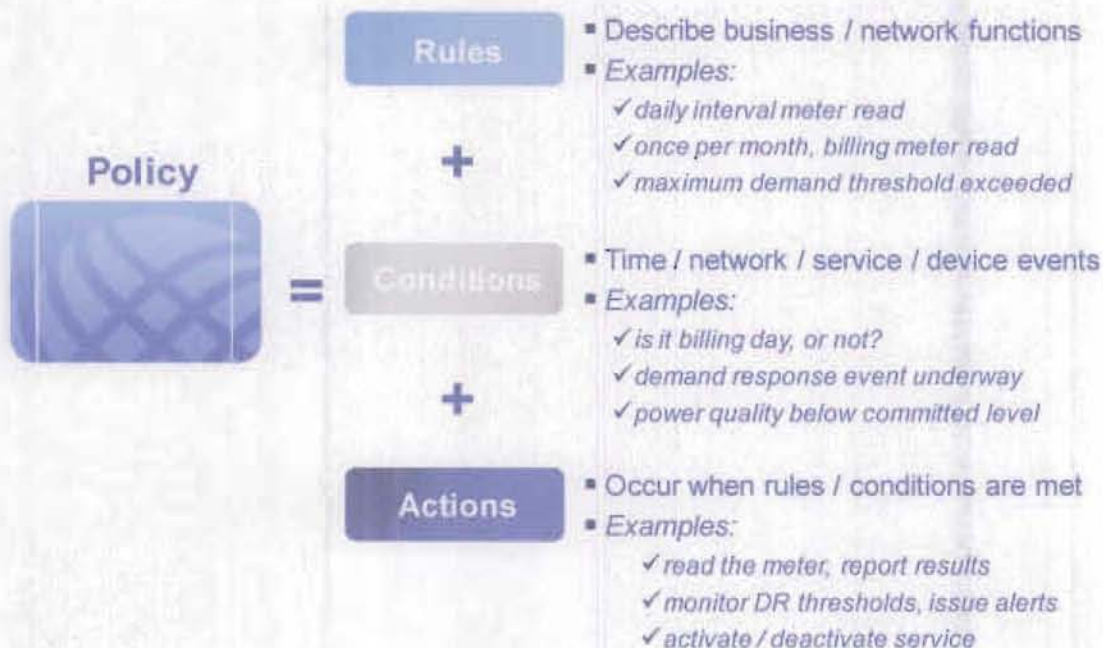 Policy
=
Rules
▪ Describe business / network functions
▪ Examples:
✓ daily interval meter read
✓ once per month, billing meter read
✓ maximum demand threshold exceeded
+
Conditions
▪ Time / network / service / device events
▪ Examples:
✓ is it billing day, or not?
✓ demand response event underway
✓ power quality below committed level
+
Actions
▪ Occur when rules / conditions are met
▪ Examples:
✓ read the meter, report results
✓ monitor DR thresholds, issue alerts
✓ activate / deactivate service